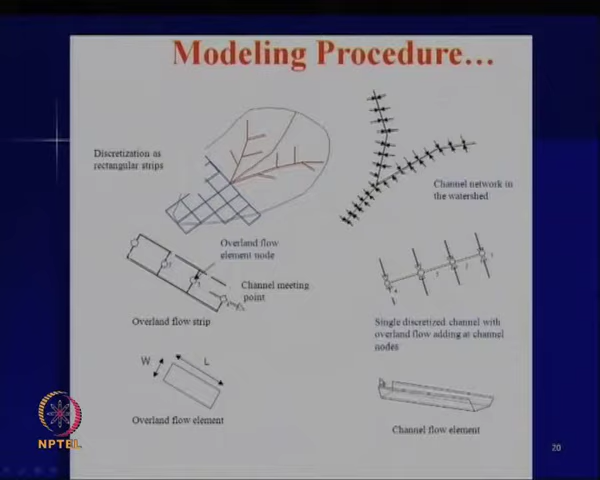 Modeling Procedure...
Discretization as
rectangular strips
Channel network in
the watershed
Overland flow
element node
Channel meeting
point
Overland flow strip
Single discretized channel with
overland flow adding at channel
nodes
W
L
Overland flow element
Channel flow element
NPTEL
20